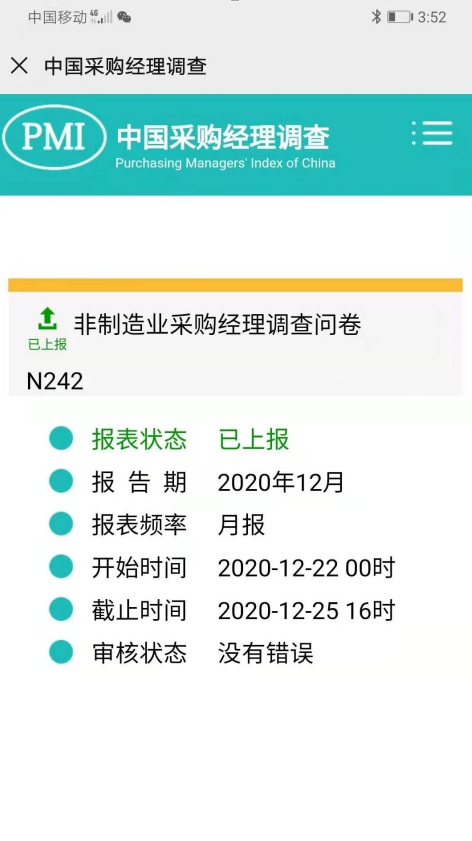 中国移动 4G 3:52
中国采购经理调查
PMI 中国采购经理调查
Purchasing Managers' Index of China
非制造业采购经理调查问卷
已上报
N242
报表状态 已上报
报 告 期 2020年12月
报表频率 月报
开始时间 2020-12-22 00时
截止时间 2020-12-25 16时
审核状态 没有错误